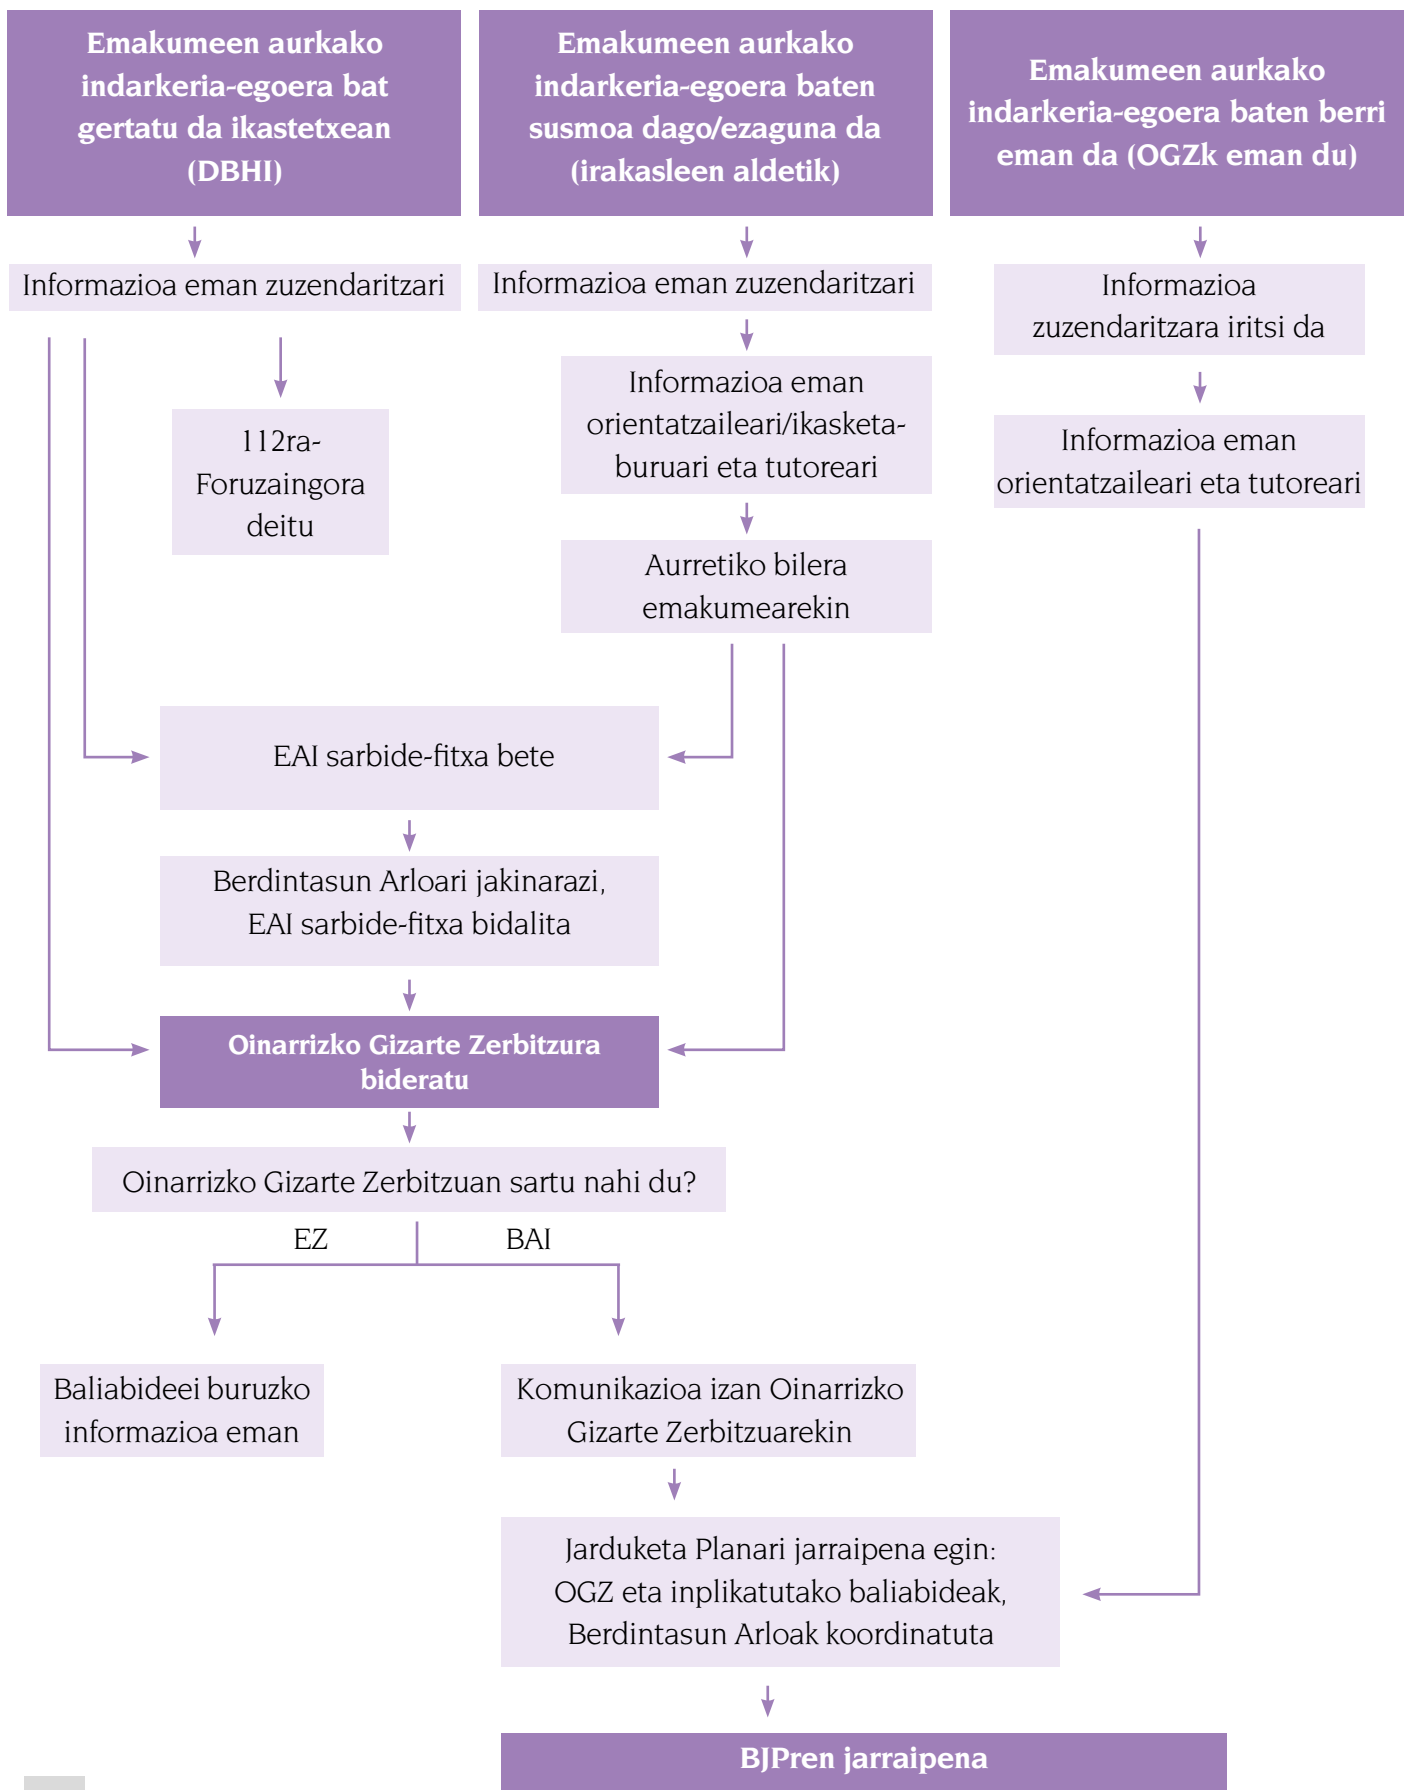 Emakumeen aurkako
indarkeria-egoera bat
gertatu da ikastetxean
(DBHI)
Emakumeen aurkako
indarkeria-egoera baten
susmoa dago/ezaguna da
(irakasleen aldetik)
Emakumeen aurkako
indarkeria-egoera baten berri
eman da (OGZk eman du)
Informazioa eman zuzendaritzari
Informazioa eman zuzendaritzari
Informazioa
zuzendaritzara iritsi da
112ra-
Foruzaingora
deitu
Informazioa eman
orientatzaileari/ikasketa-
buruari eta tutoreari
Informazioa eman
orientatzaileari eta tutoreari
Aurretiko bilera
emakumearekin
EAI sarbide-fitxa bete
Berdintasun Arloari jakinarazi,
EAI sarbide-fitxa bidalita
Oinarrizko Gizarte Zerbitzura
bideratu
Oinarrizko Gizarte Zerbitzuan sartu nahi du?
EZ
BAI
Baliabideei buruzko
informazioa eman
Komunikazioa izan Oinarrizko
Gizarte Zerbitzuarekin
Jarduketa Planari jarraipena egin:
OGZ eta inplikatutako baliabideak,
Berdintasun Arloak koordinatuta
BJPren jarraipena